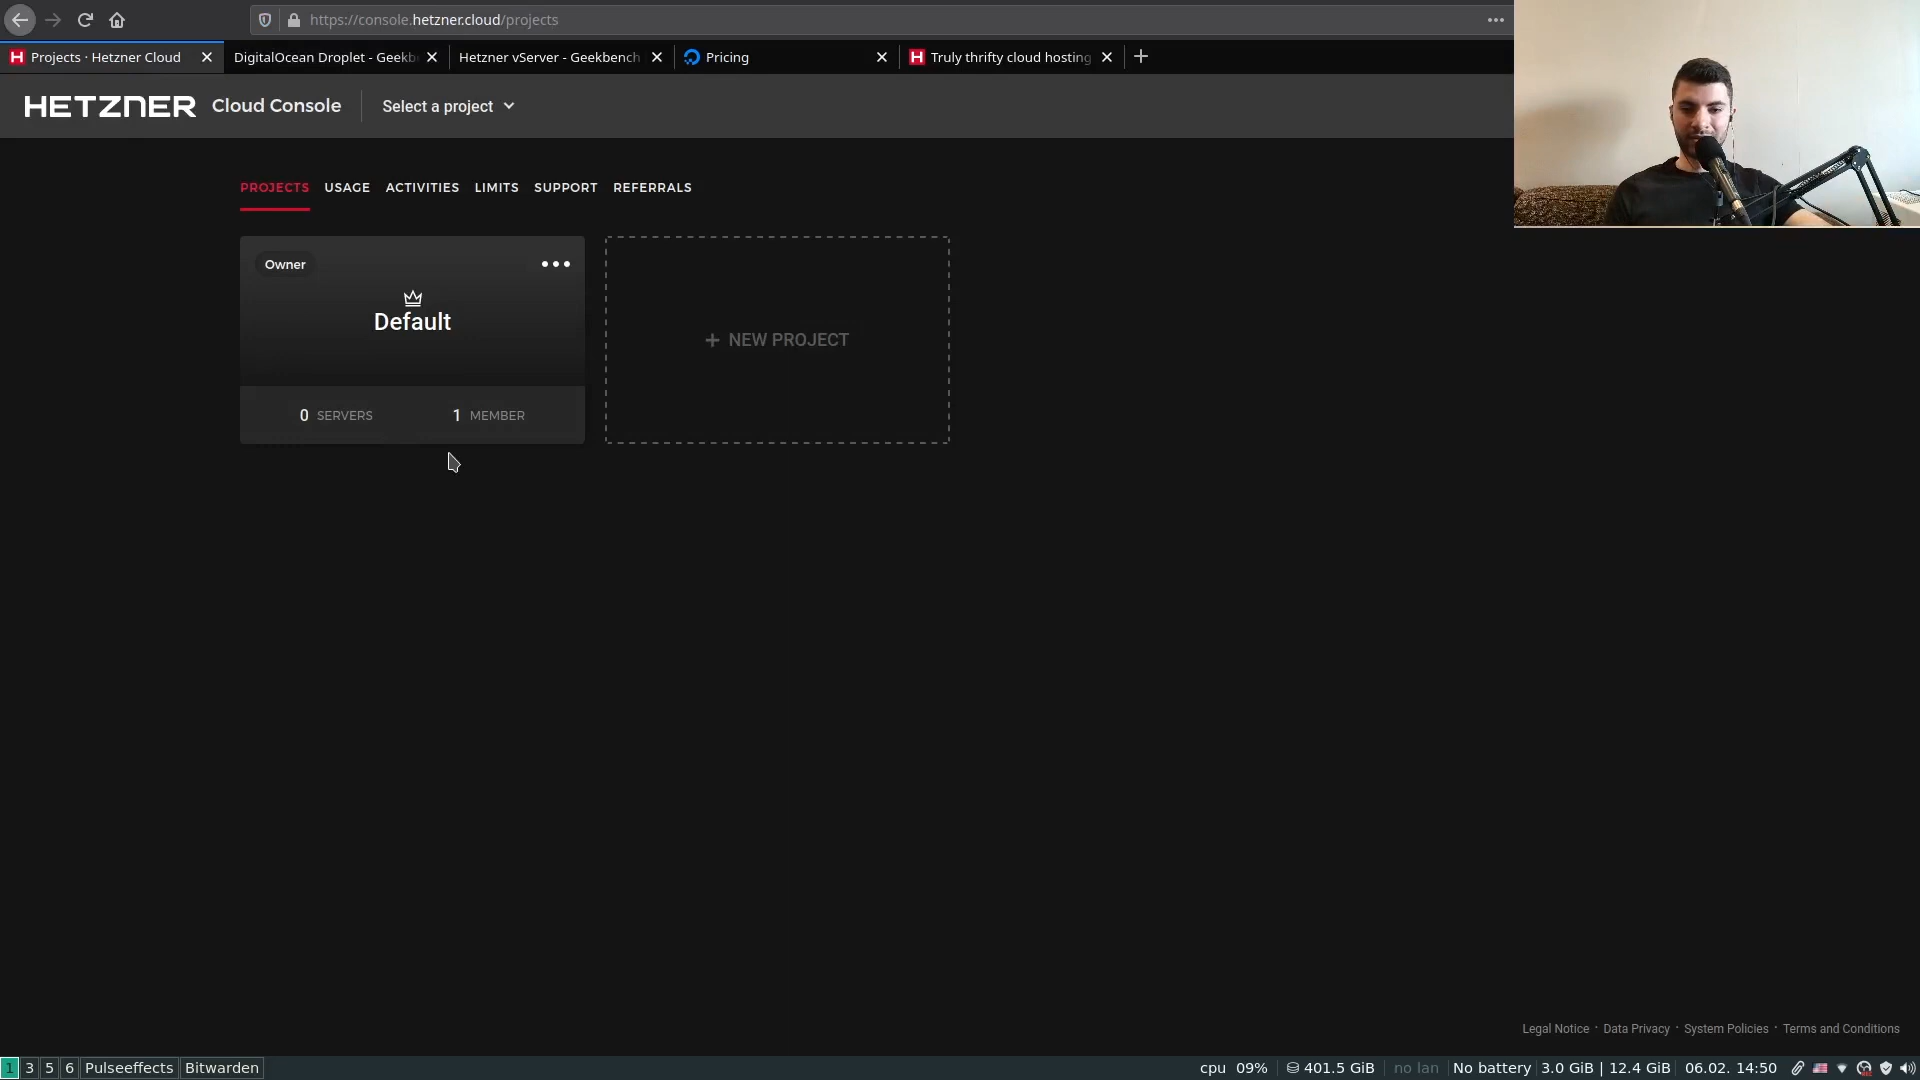 https://console.hetzner.cloud/projects
Projects · Hetzner Cloud
DigitalOcean Droplet - Geekb
Hetzner vServer - Geekbench
Pricing
Truly thrifty cloud hosting
HETZNER Cloud Console Select a project
PROJECTS USAGE ACTIVITIES LIMITS SUPPORT REFERRALS
Owner
Default
0 SERVERS 1 MEMBER
+ NEW PROJECT
Legal Notice · Data Privacy · System Policies · Terms and Conditions
1 3 5 6 Pulseeffects Bitwarden cpu 09% 401.5 GiB no lan No battery 3.0 GiB | 12.4 GiB 06.02. 14:50